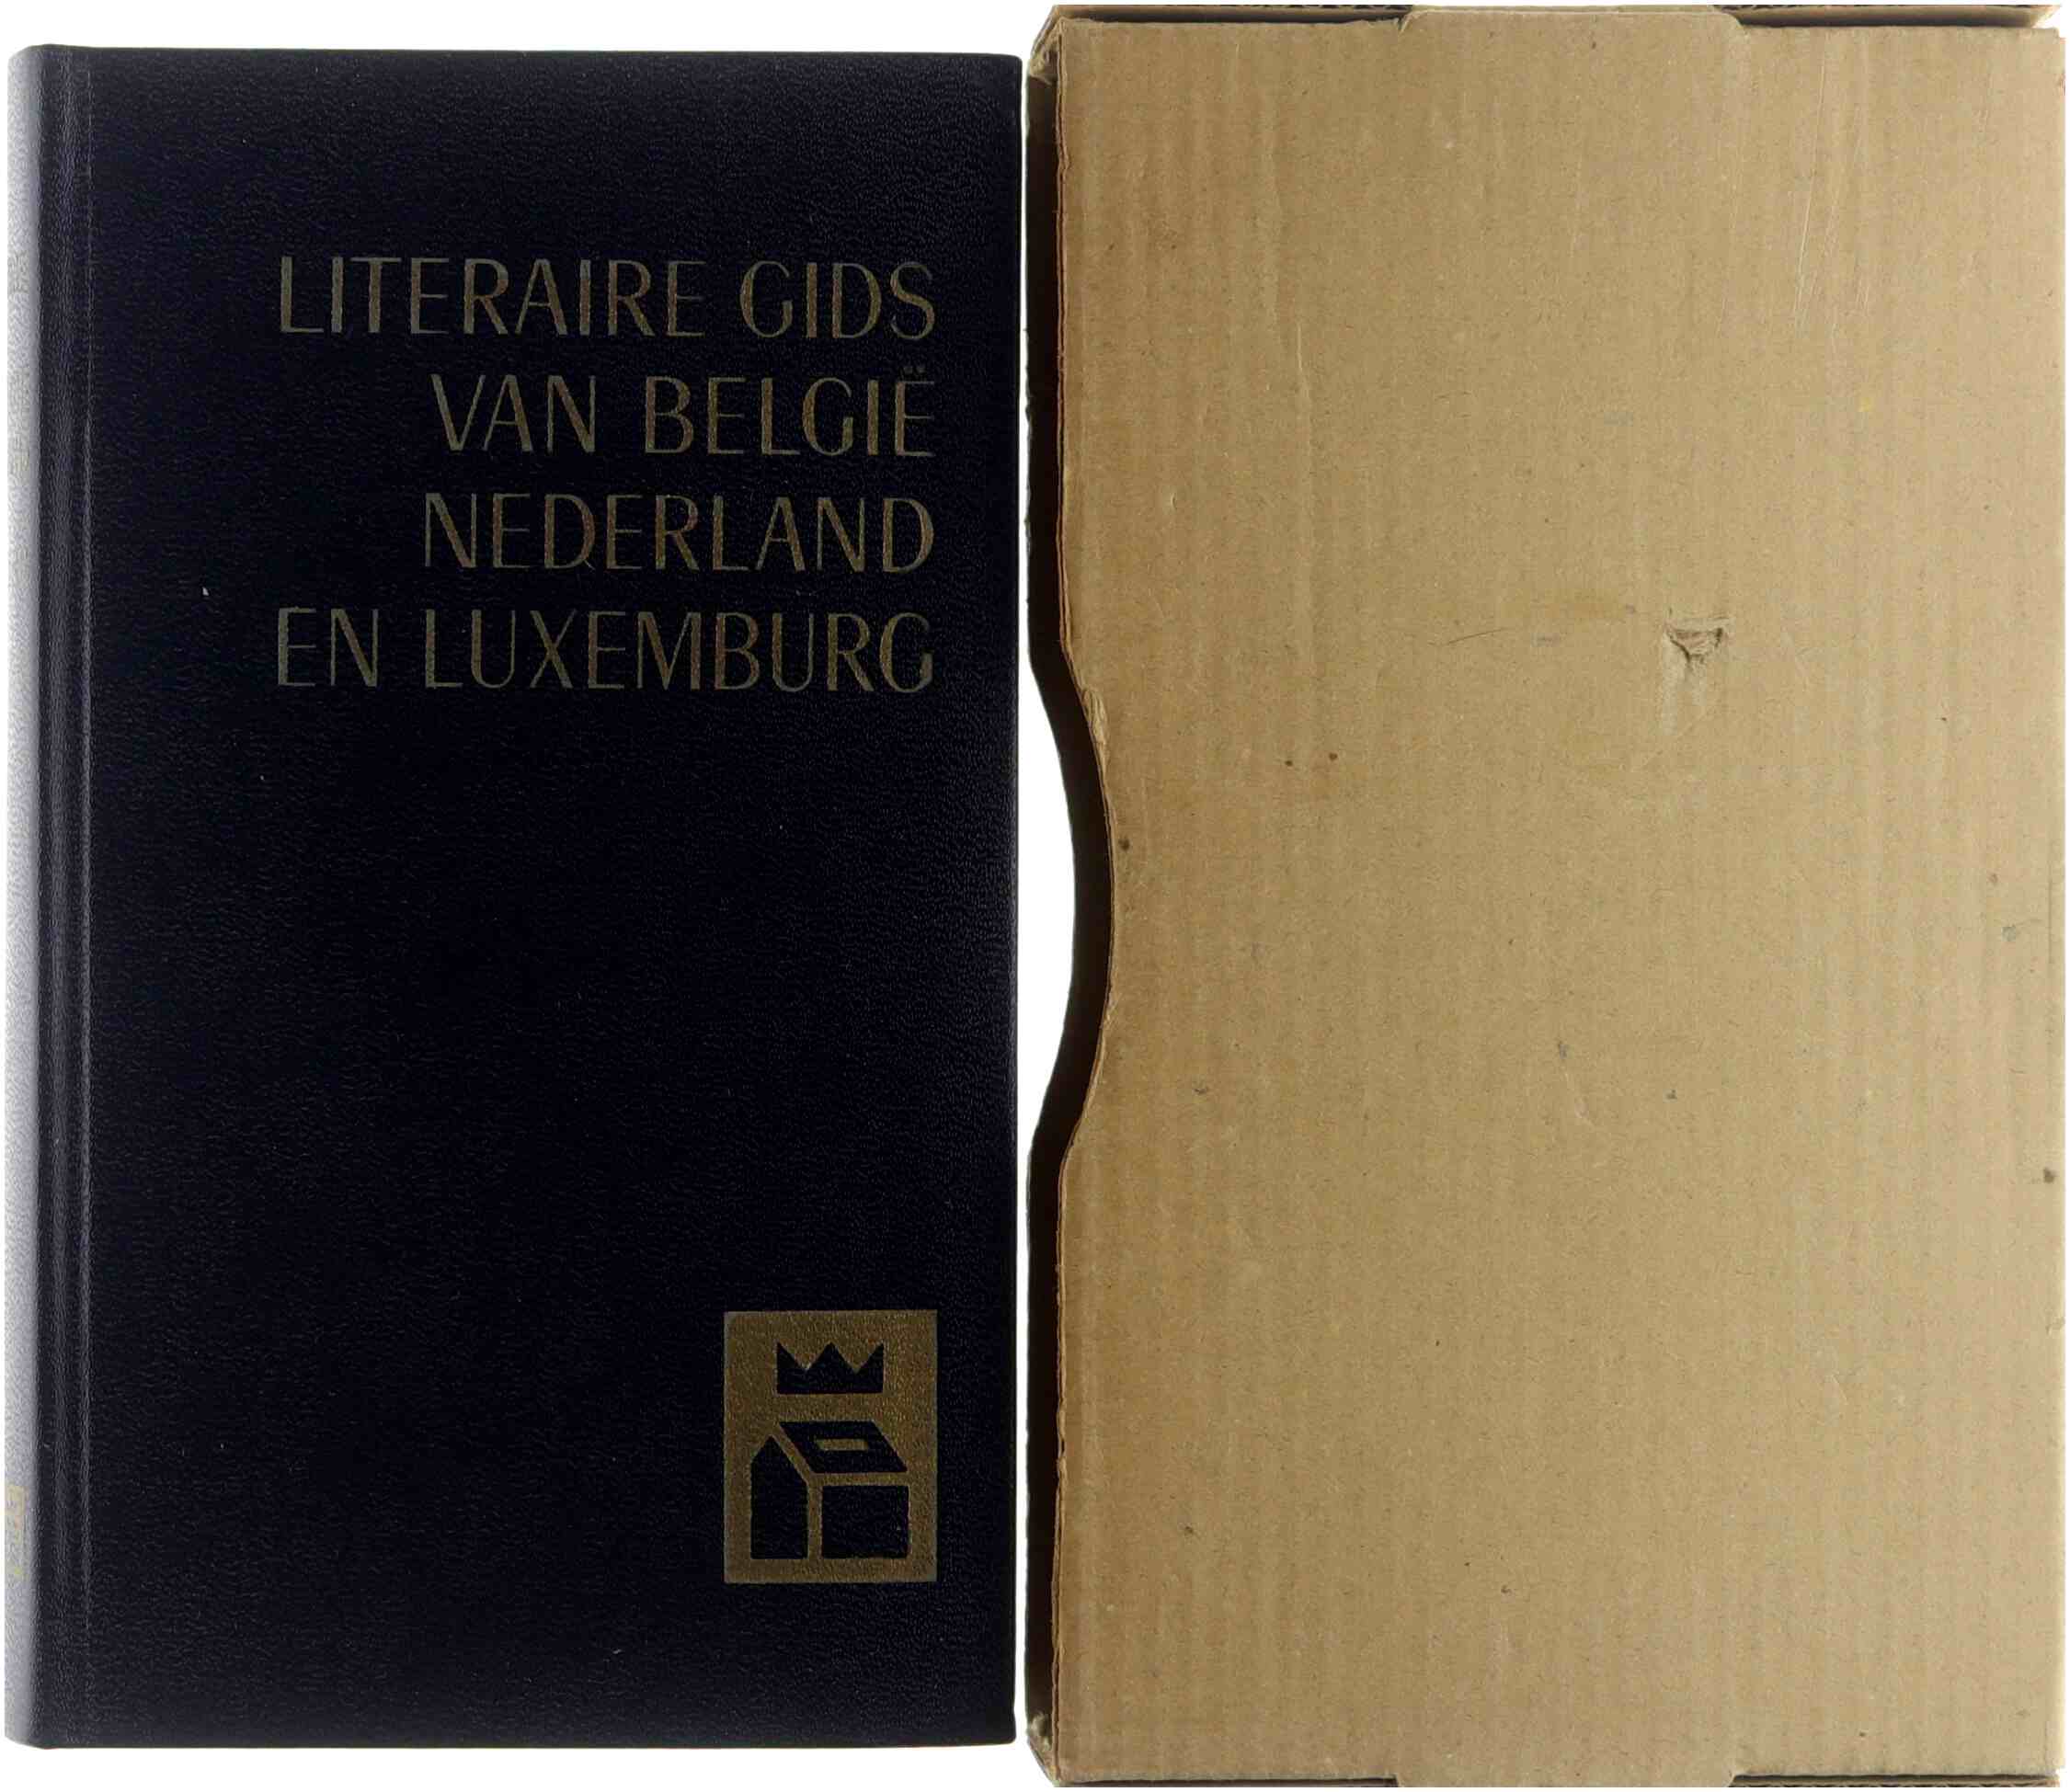 LITERAIRE GIDS
VAN BELGIË
NEDERLAND
EN LUXEMBURG